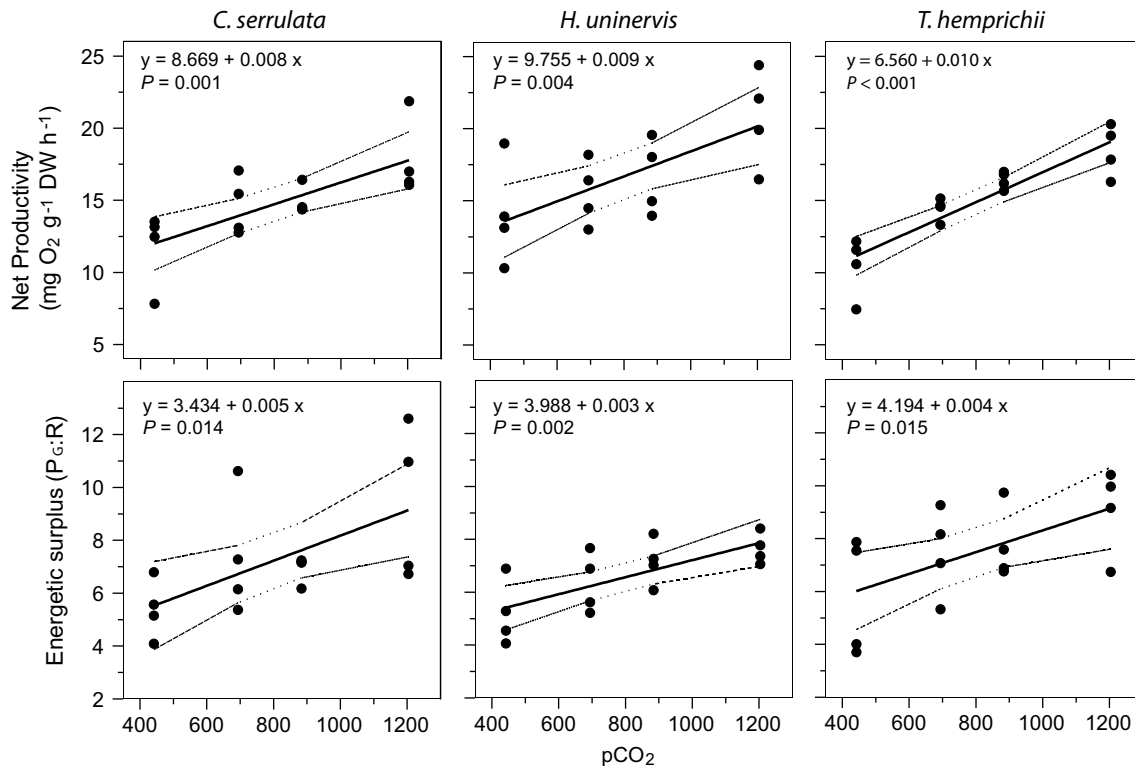 C. serrulata
H. uninervis
T. hemprichii
Net Productivity
(mg O₂ g⁻¹ DW h⁻¹)
25
20
15
10
5
y = 8.669 + 0.008 x
P = 0.001
y = 9.755 + 0.009 x
P = 0.004
y = 6.560 + 0.010 x
P < 0.001
Energetic surplus (PG:R)
12
10
8
6
4
2
y = 3.434 + 0.005 x
P = 0.014
y = 3.988 + 0.003 x
P = 0.002
y = 4.194 + 0.004 x
P = 0.015
400 600 800 1000 1200
400 600 800 1000 1200
400 600 800 1000 1200
pCO₂